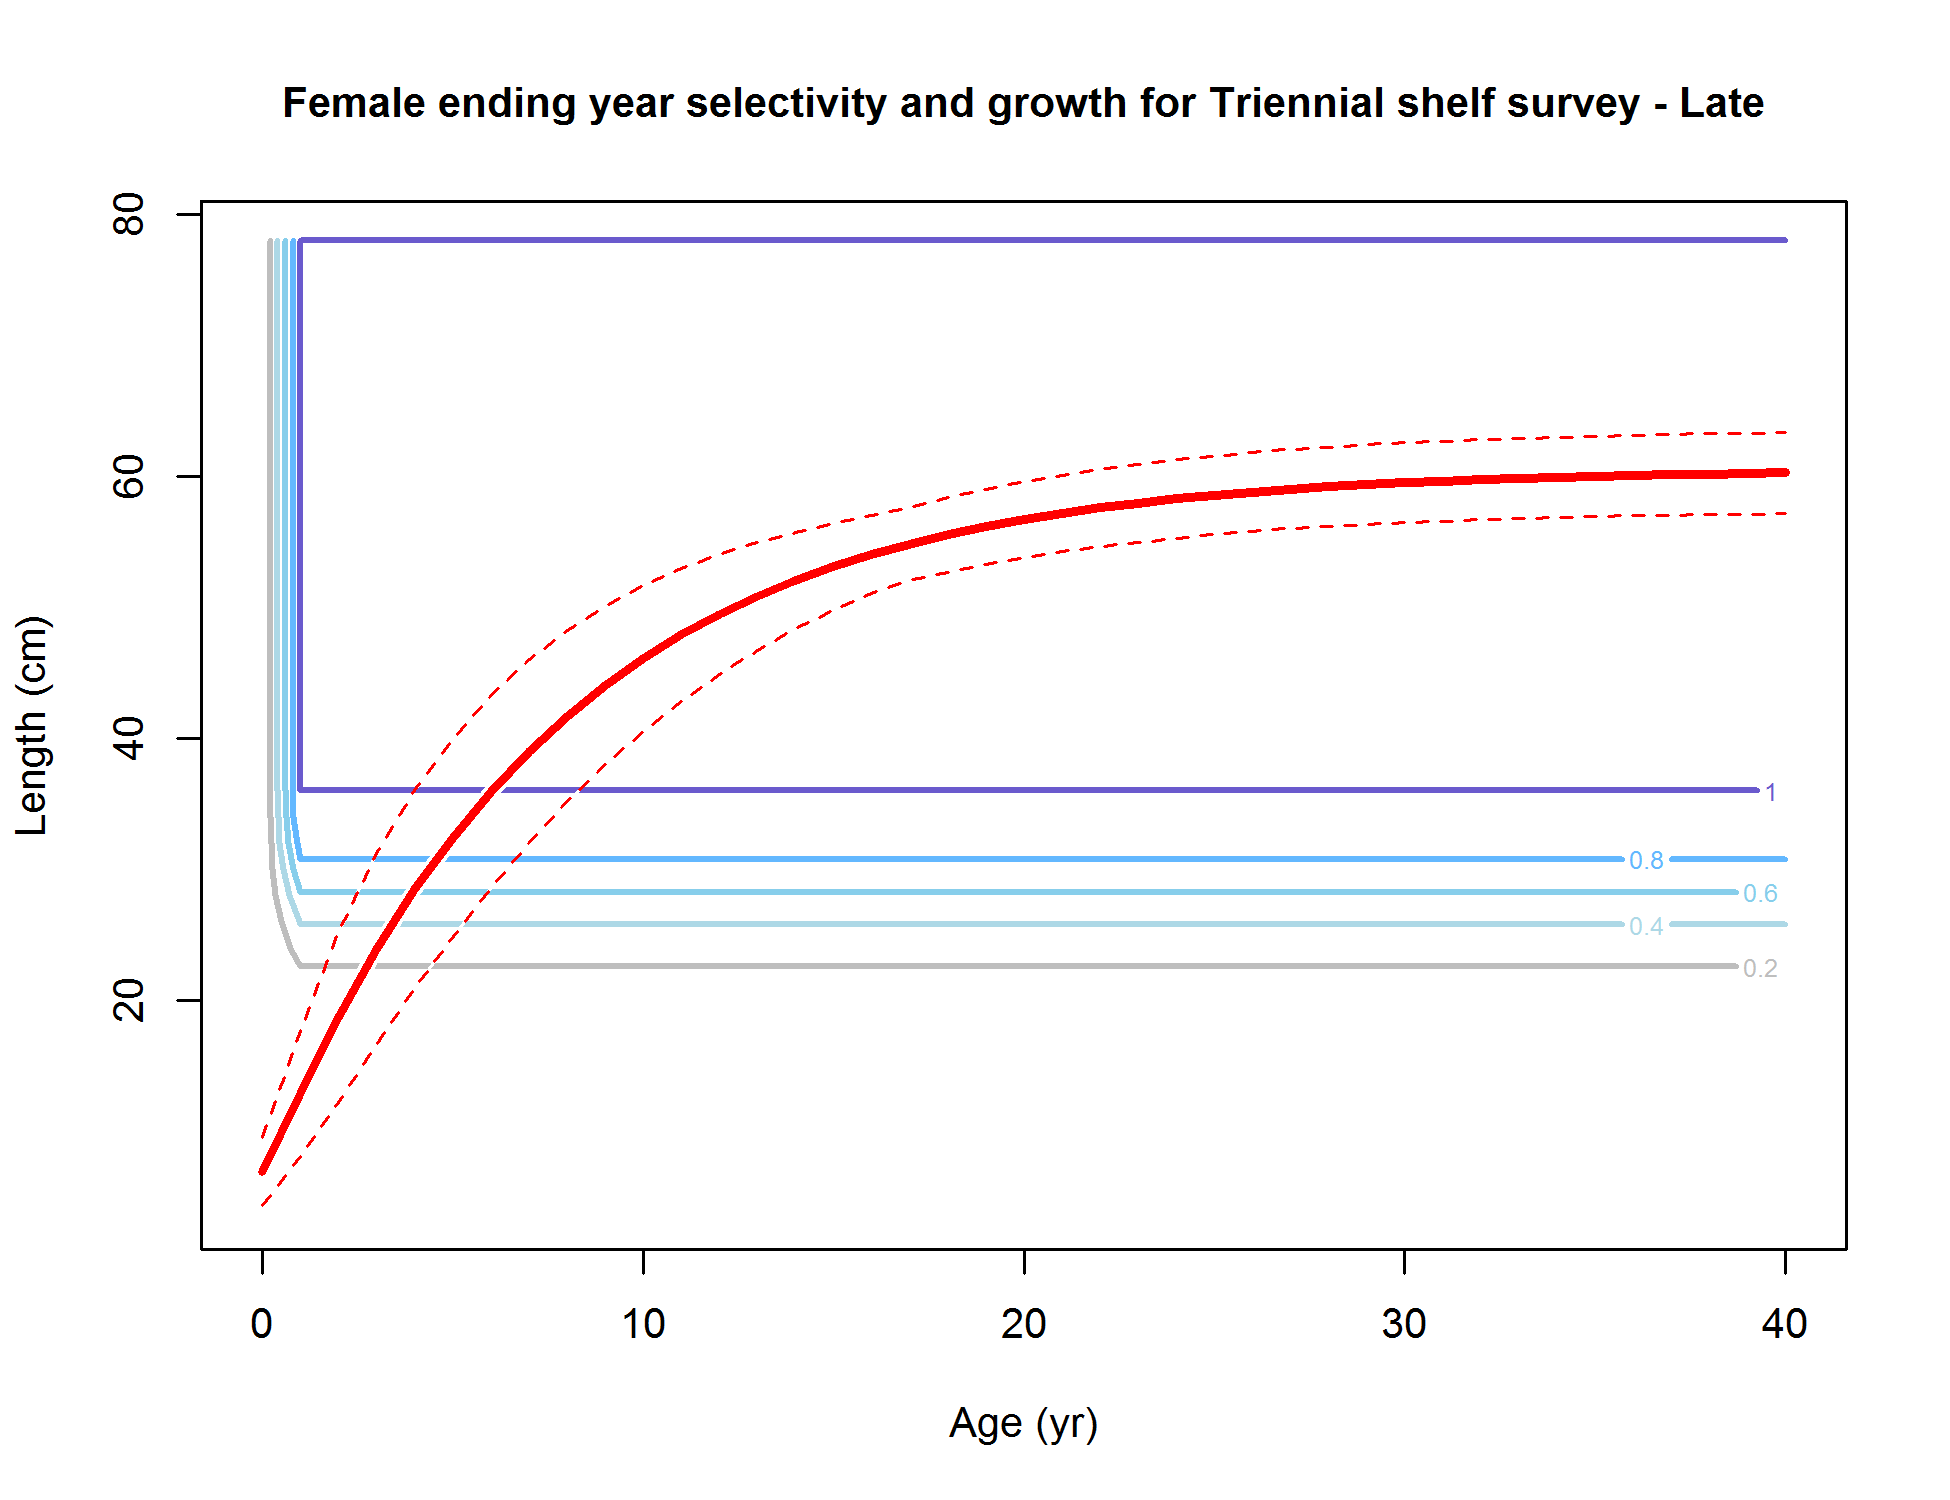 Female ending year selectivity and growth for Triennial shelf survey - Late
80
60
40
20
Length (cm)
1
0.8
0.6
0.4
0.2
0 10 20 30 40
Age (yr)